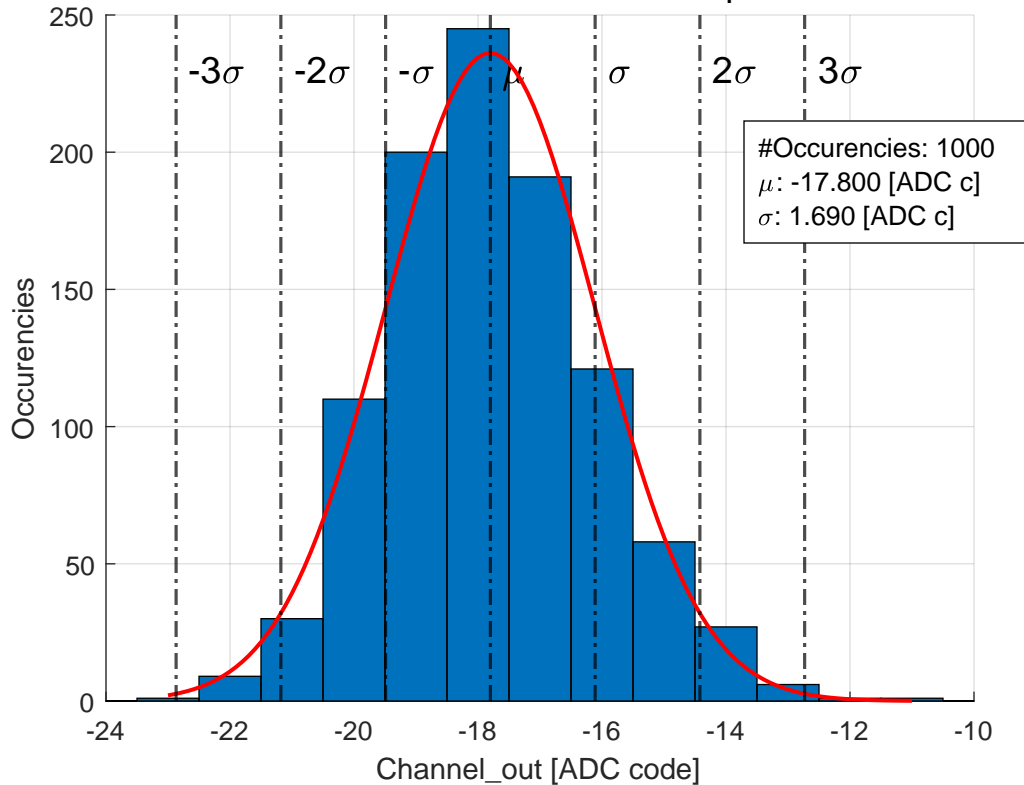 250
200
150
100
50
0
-3σ
-2σ
-σ
μ
σ
2σ
3σ
#Occurencies: 1000
μ: -17.800 [ADC c]
σ: 1.690 [ADC c]
Occurencies
-24
-22
-20
-18
-16
-14
-12
-10
Channel_out [ADC code]